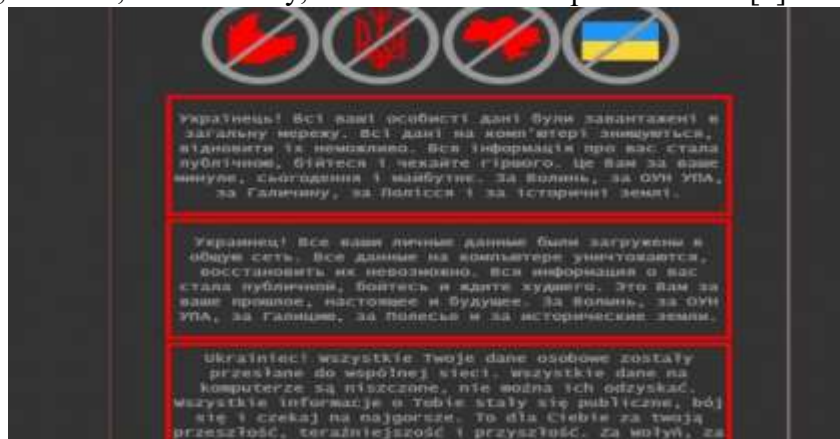 Українець! Всі ваші особисті дані були завантажені в
загальну мережу. Всі дані на комп'ютері знищуються,
відновити їх неможливо. Вся інформація про вас стала
публічною, бійтеся і чекайте гіршого. Це Вам за ваше
минуле, сьогодення і майбутнє. За Волинь, за ОУН УПА,
за Галичину, за Полісся і за історичні землі.
Украинец! Все ваши личные данные были загружены в
общую сеть. Все данные на компьютере уничтожаются,
восстановить их невозможно. Вся информация о вас
стала публичной, бойтесь и ждите худшего. Это Вам за
ваше прошлое, настоящее и будущее. За Волынь, за ОУН
УПА, за Галицию, за Полесье и за исторические земли.
Ukrainiec! Wszystkie Twoje dane osobowe zostały
przesłane do wspólnej sieci. Wszystkie dane na
komputerze są niszczone, nie można ich odzyskać.
Wszystkie informacje o Tobie stały się publiczne, bój
się i czekaj na najgorsze. To dla Ciebie za twoją
przeszłość, teraźniejszość i przyszłość. Za Wołyń, za